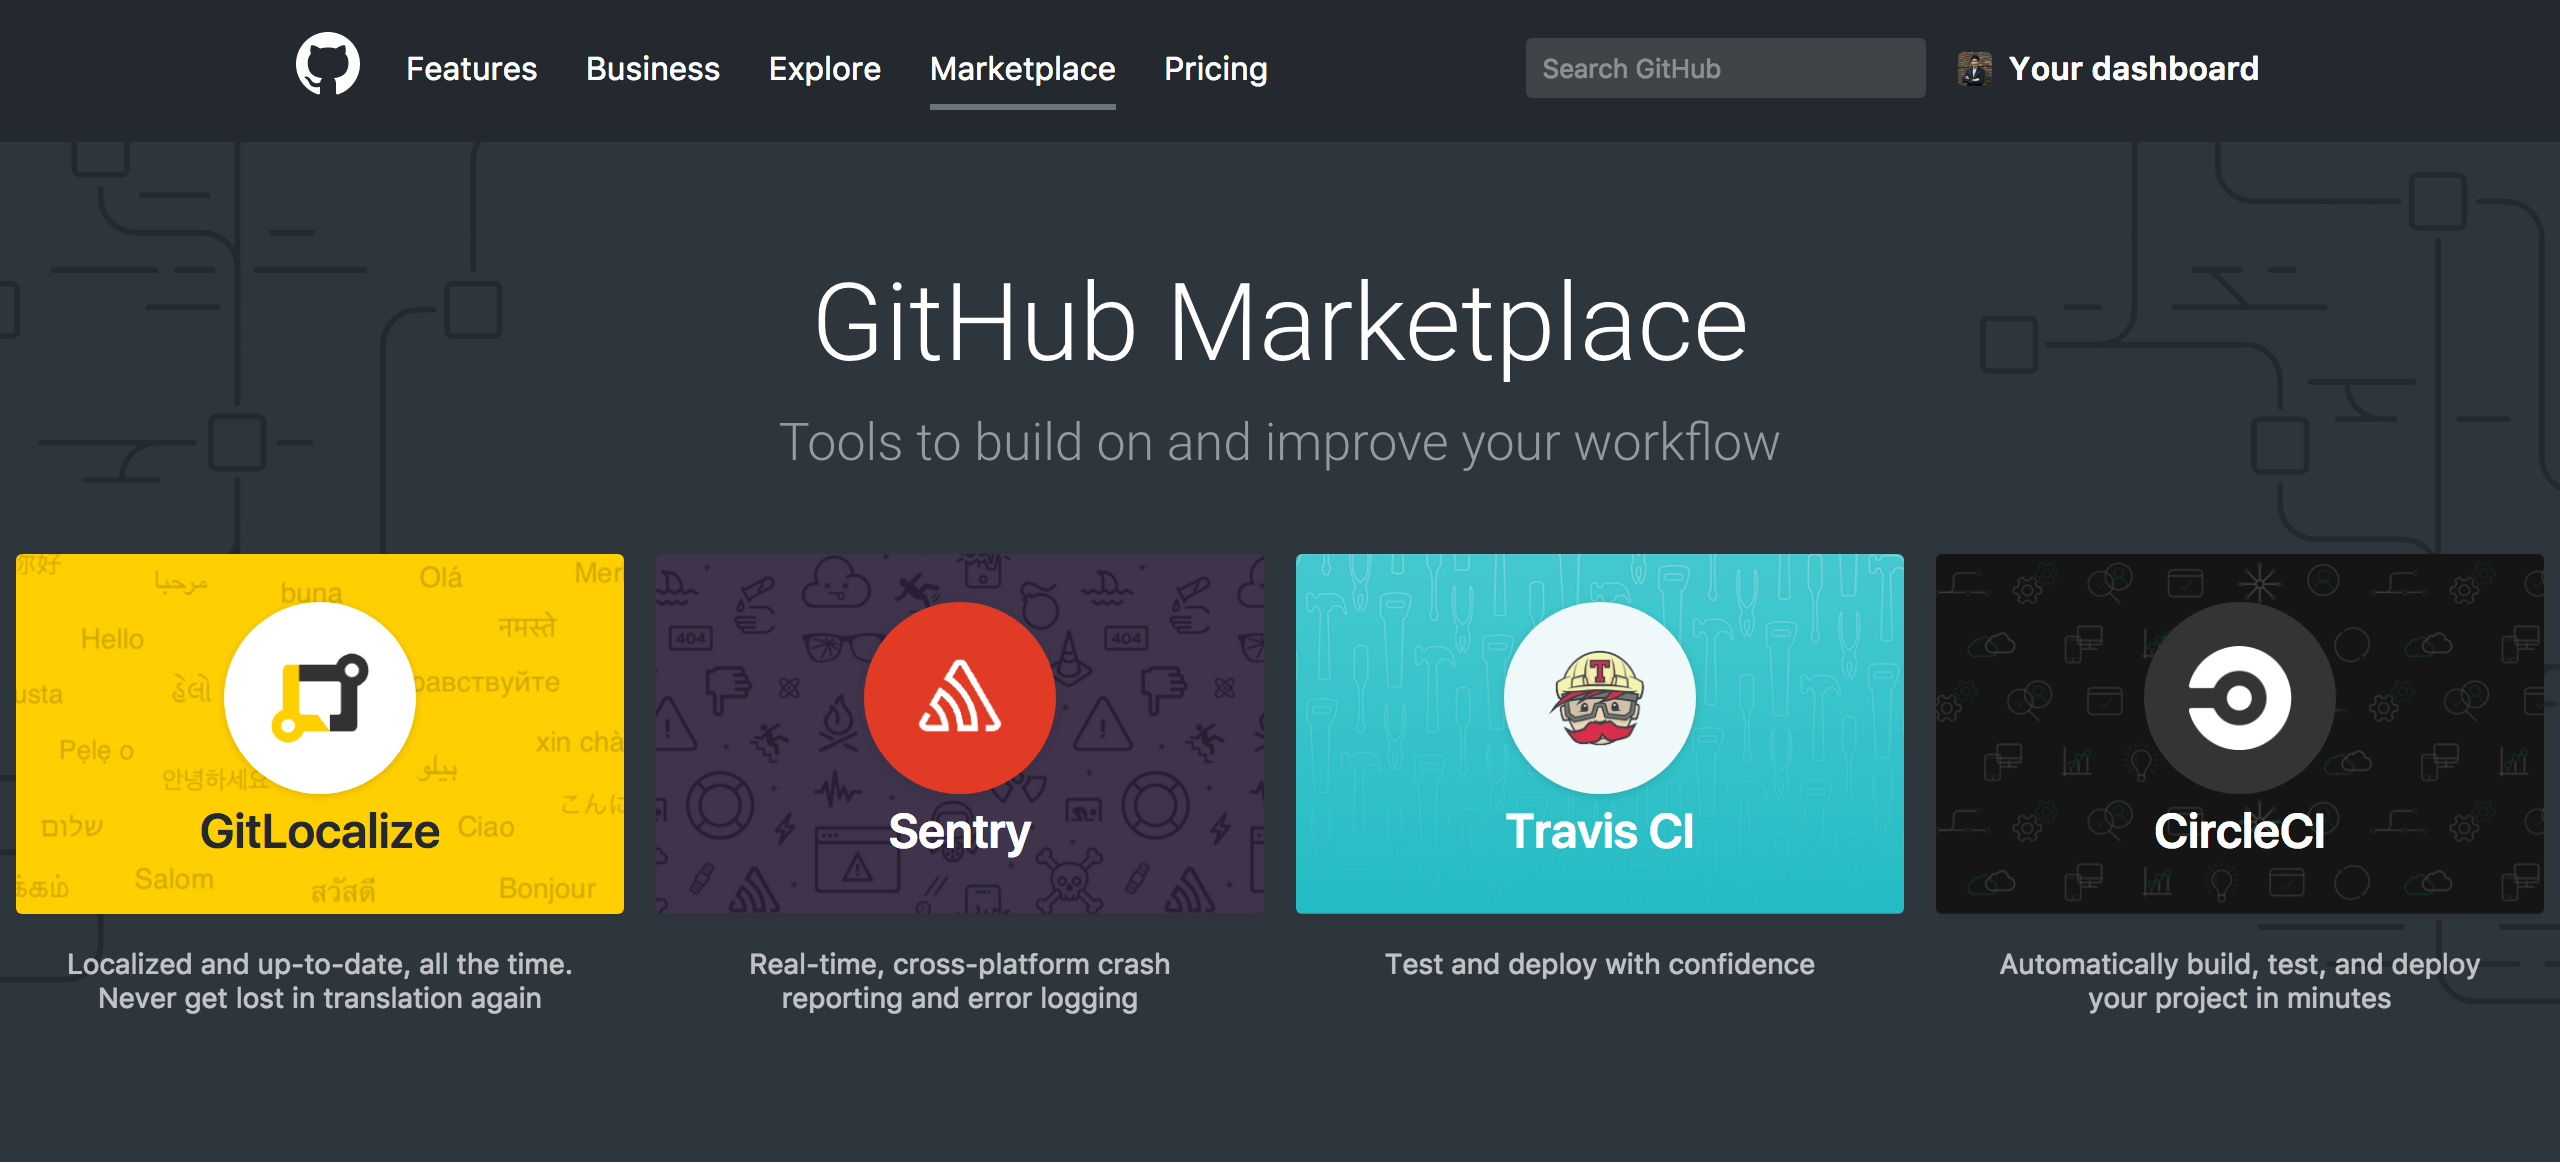 Features Business Explore Marketplace Pricing Search GitHub Your dashboard
GitHub Marketplace
Tools to build on and improve your workflow
你好 مرحبا buna Olá Mer
Hello नमस्ते
usta હેલો равствуйте
Pẹlẹ o 안녕하세요 ہیلو xin chà
שלום Ciao こんに
Salom สวัสดี Bonjour
GitLocalize
404 404
Sentry
T
Travis CI
CircleCI
Localized and up-to-date, all the time.
Never get lost in translation again
Real-time, cross-platform crash
reporting and error logging
Test and deploy with confidence
Automatically build, test, and deploy
your project in minutes